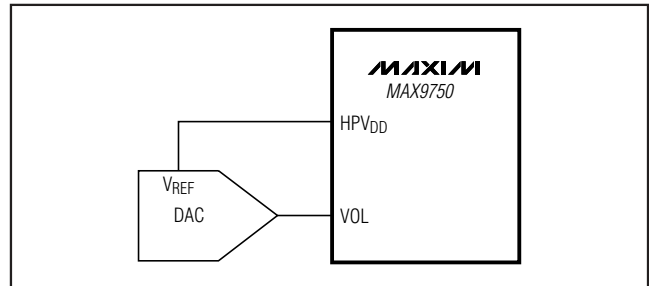 MAXIM
MAX9750
HPVDD
VREF
DAC
VOL